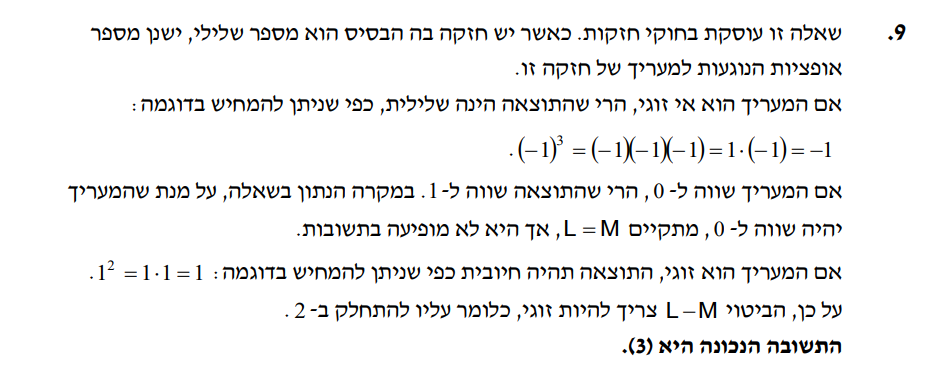 9. שאלה זו עוסקת בחוקי חזקות. כאשר יש חזקה בה הבסיס הוא מספר שלילי, ישנן מספר
אופציות הנוגעות למעריך של חזקה זו.
אם המעריך הוא אי זוגי, הרי שהתוצאה הינה שלילית, כפי שניתן להמחיש בדוגמה:
(−1)³ = (−1)(−1)(−1) = 1·(−1) = −1.
אם המעריך שווה ל- 0, הרי שהתוצאה שווה ל- 1. במקרה הנתון בשאלה, על מנת שהמעריך
יהיה שווה ל- 0, מתקיים L = M, אך היא לא מופיעה בתשובות.
אם המעריך הוא זוגי, התוצאה תהיה חיובית כפי שניתן להמחיש בדוגמה: 1² = 1·1 = 1.
על כן, הביטוי L−M צריך להיות זוגי, כלומר עליו להתחלק ב- 2.
התשובה הנכונה היא (3).